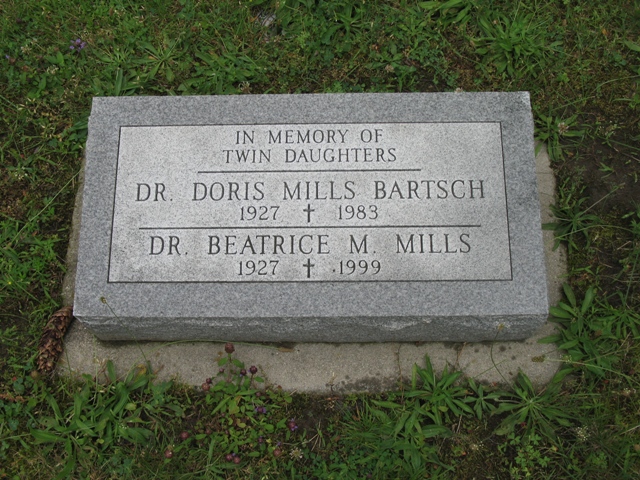 IN MEMORY OF
TWIN DAUGHTERS
DR. DORIS MILLS BARTSCH
1927 ✝ 1983
DR. BEATRICE M. MILLS
1927 ✝ 1999